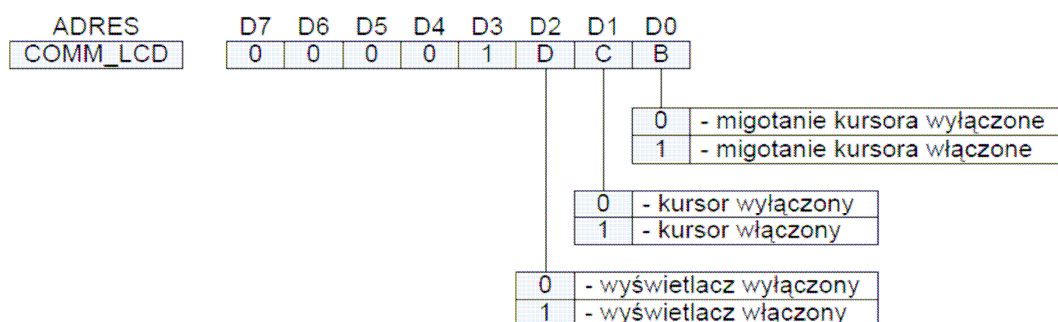 ADRES D7 D6 D5 D4 D3 D2 D1 D0
COMM_LCD 0 0 0 0 1 D C B
0 - migotanie kursora wyłączone
1 - migotanie kursora włączone
0 - kursor wyłączony
1 - kursor włączony
0 - wyświetlacz wyłączony
1 - wyświetlacz włączony